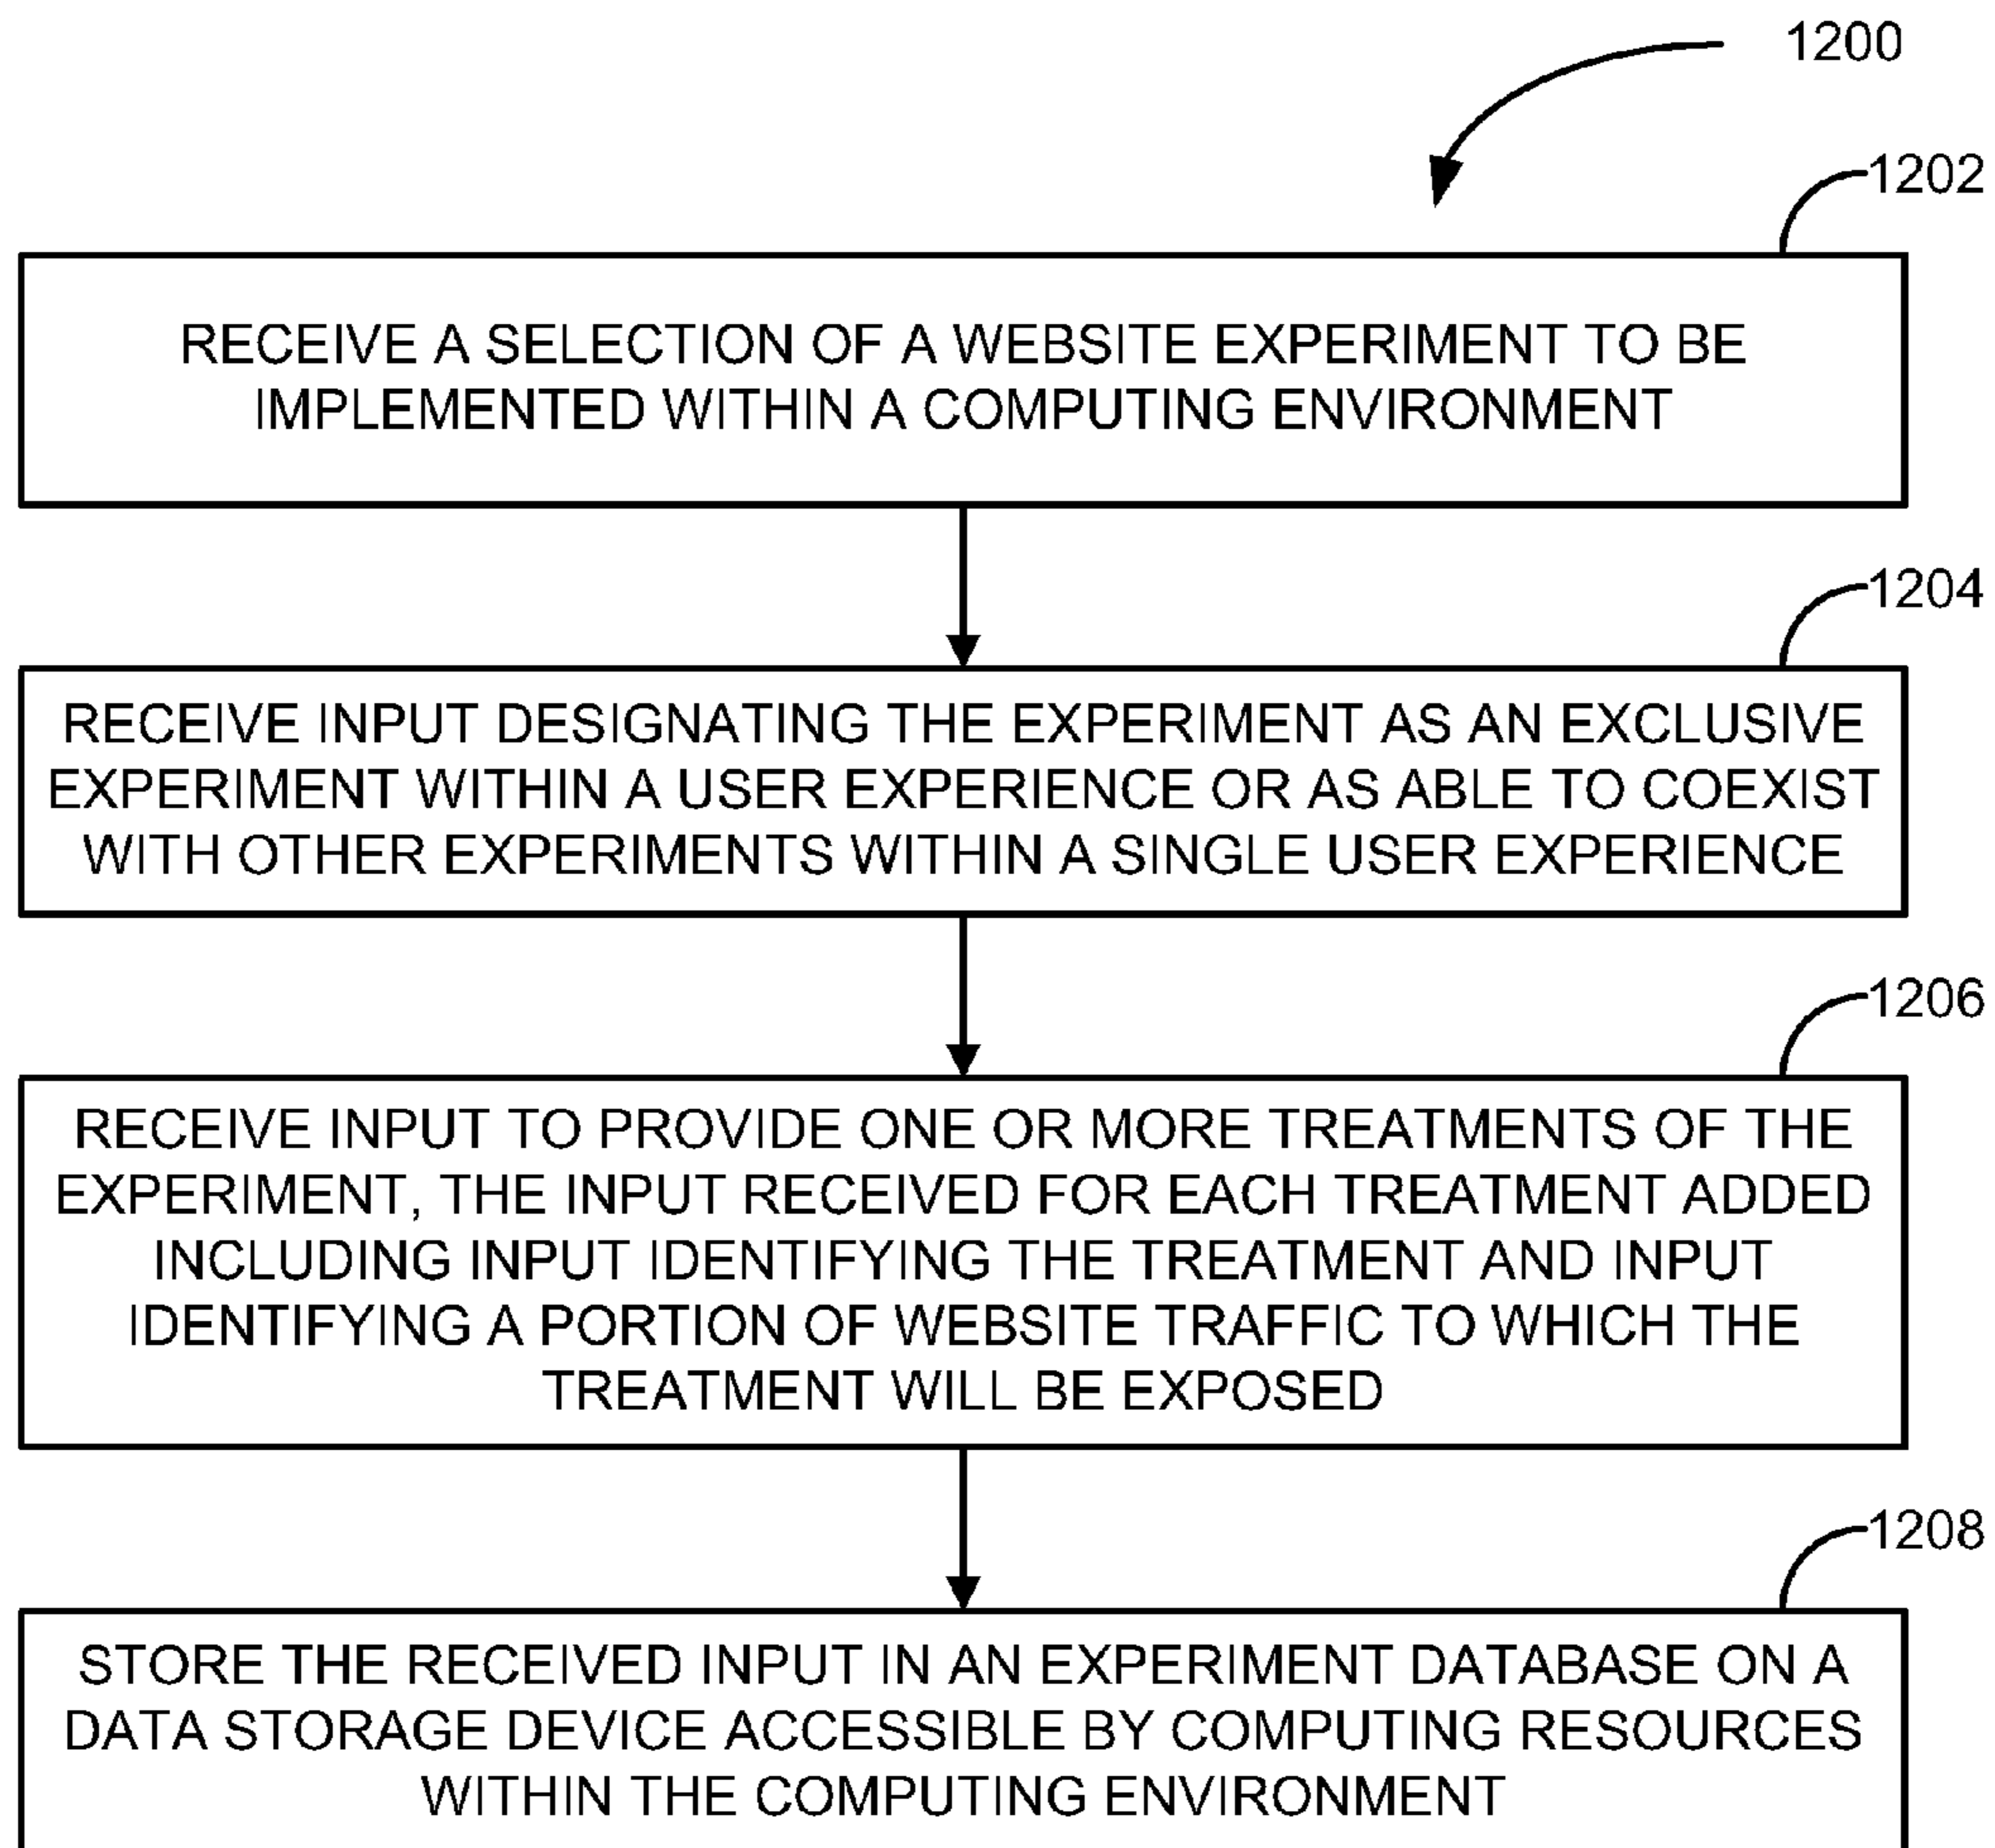 1200
1202
RECEIVE A SELECTION OF A WEBSITE EXPERIMENT TO BE
IMPLEMENTED WITHIN A COMPUTING ENVIRONMENT
1204
RECEIVE INPUT DESIGNATING THE EXPERIMENT AS AN EXCLUSIVE
EXPERIMENT WITHIN A USER EXPERIENCE OR AS ABLE TO COEXIST
WITH OTHER EXPERIMENTS WITHIN A SINGLE USER EXPERIENCE
1206
RECEIVE INPUT TO PROVIDE ONE OR MORE TREATMENTS OF THE
EXPERIMENT, THE INPUT RECEIVED FOR EACH TREATMENT ADDED
INCLUDING INPUT IDENTIFYING THE TREATMENT AND INPUT
IDENTIFYING A PORTION OF WEBSITE TRAFFIC TO WHICH THE
TREATMENT WILL BE EXPOSED
1208
STORE THE RECEIVED INPUT IN AN EXPERIMENT DATABASE ON A
DATA STORAGE DEVICE ACCESSIBLE BY COMPUTING RESOURCES
WITHIN THE COMPUTING ENVIRONMENT